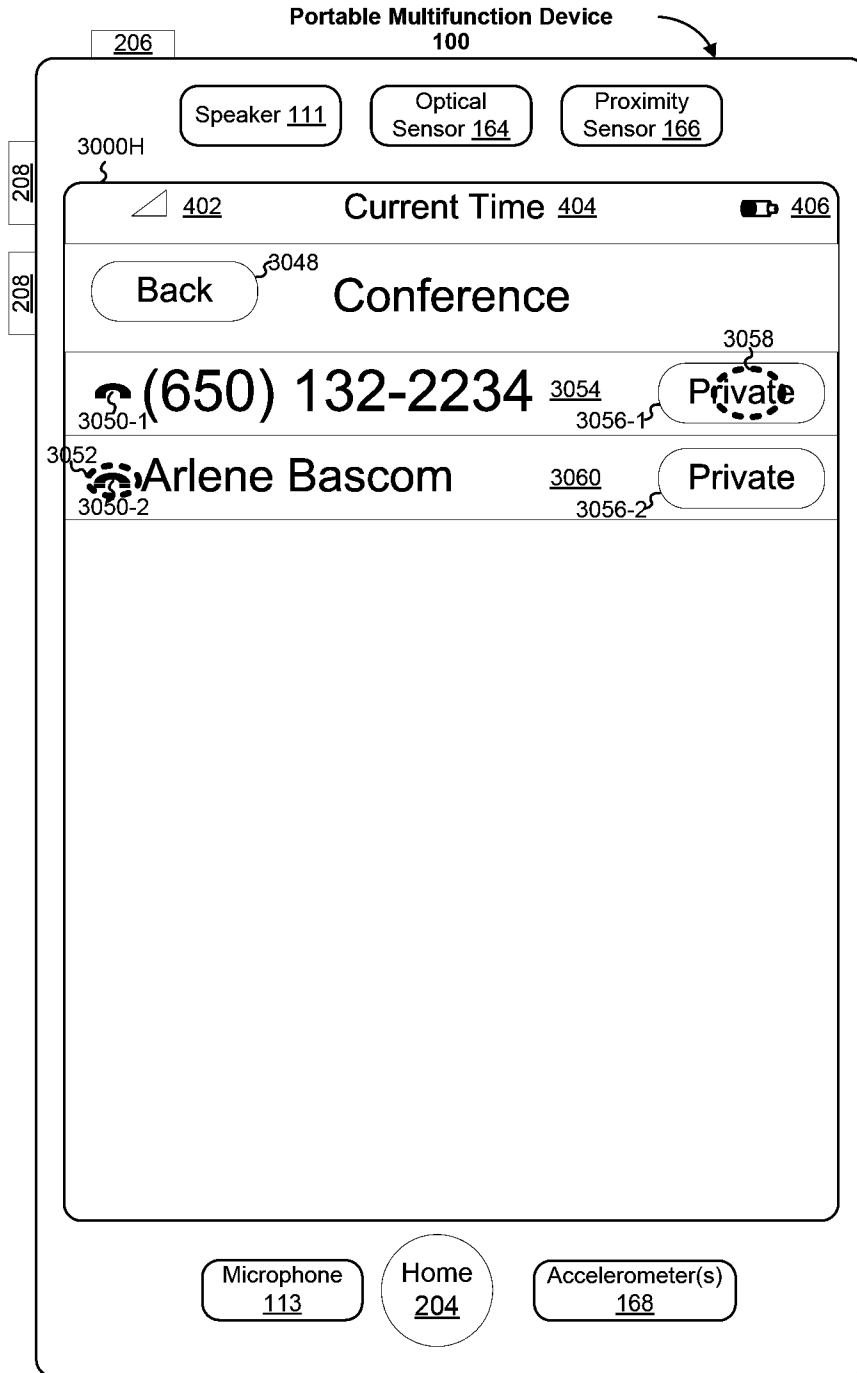 Portable Multifunction Device
100
206
Speaker 111
Optical
Sensor 164
Proximity
Sensor 166
3000H
208
402
Current Time 404
406
208
Back
3048
Conference
3058
(650) 132-2234
3054
Private
3050-1
3056-1
3052
Arlene Bascom
3060
Private
3050-2
3056-2
Microphone
113
Home
204
Accelerometer(s)
168